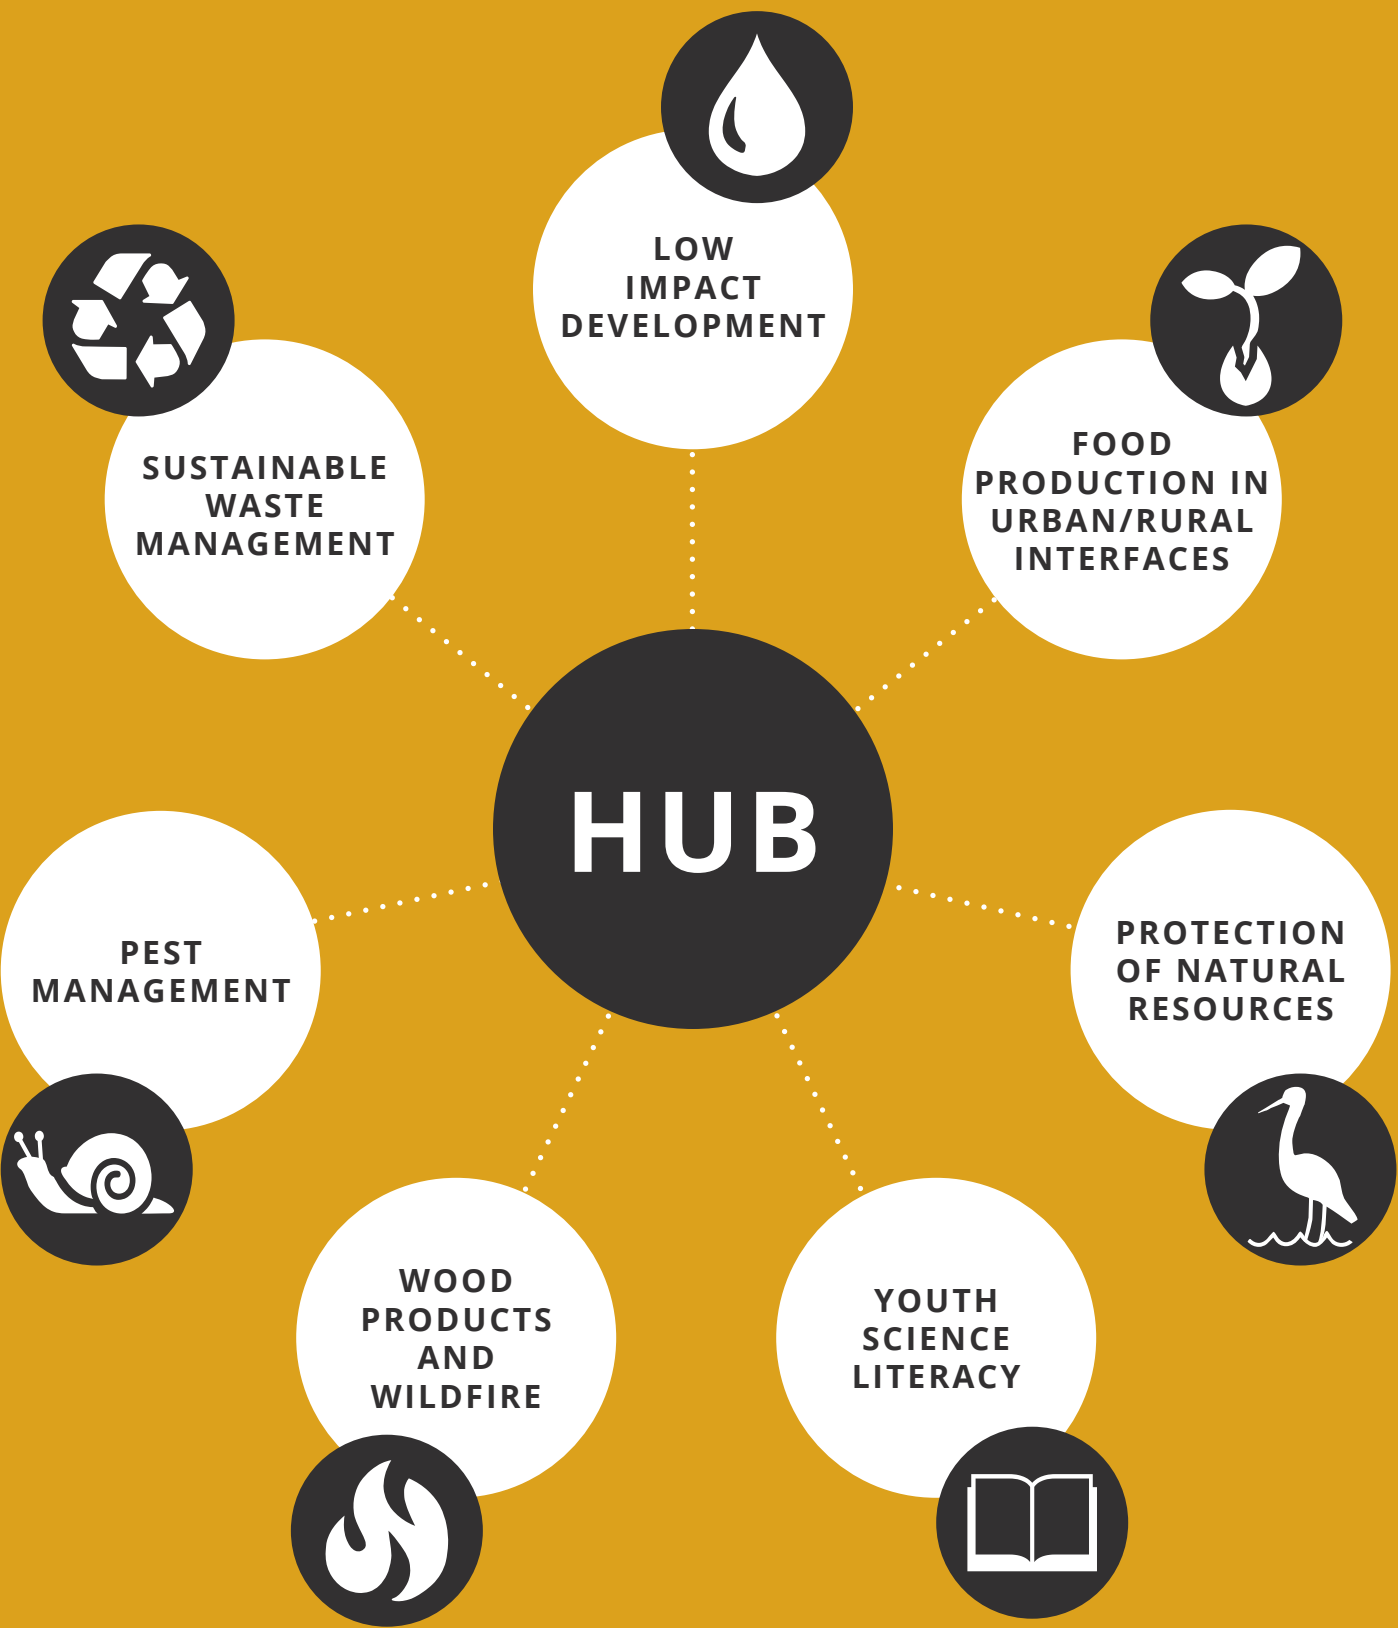 LOW
IMPACT
DEVELOPMENT
SUSTAINABLE
WASTE
MANAGEMENT
FOOD
PRODUCTION IN
URBAN/RURAL
INTERFACES
HUB
PEST
MANAGEMENT
PROTECTION
OF NATURAL
RESOURCES
WOOD
PRODUCTS
AND
WILDFIRE
YOUTH
SCIENCE
LITERACY